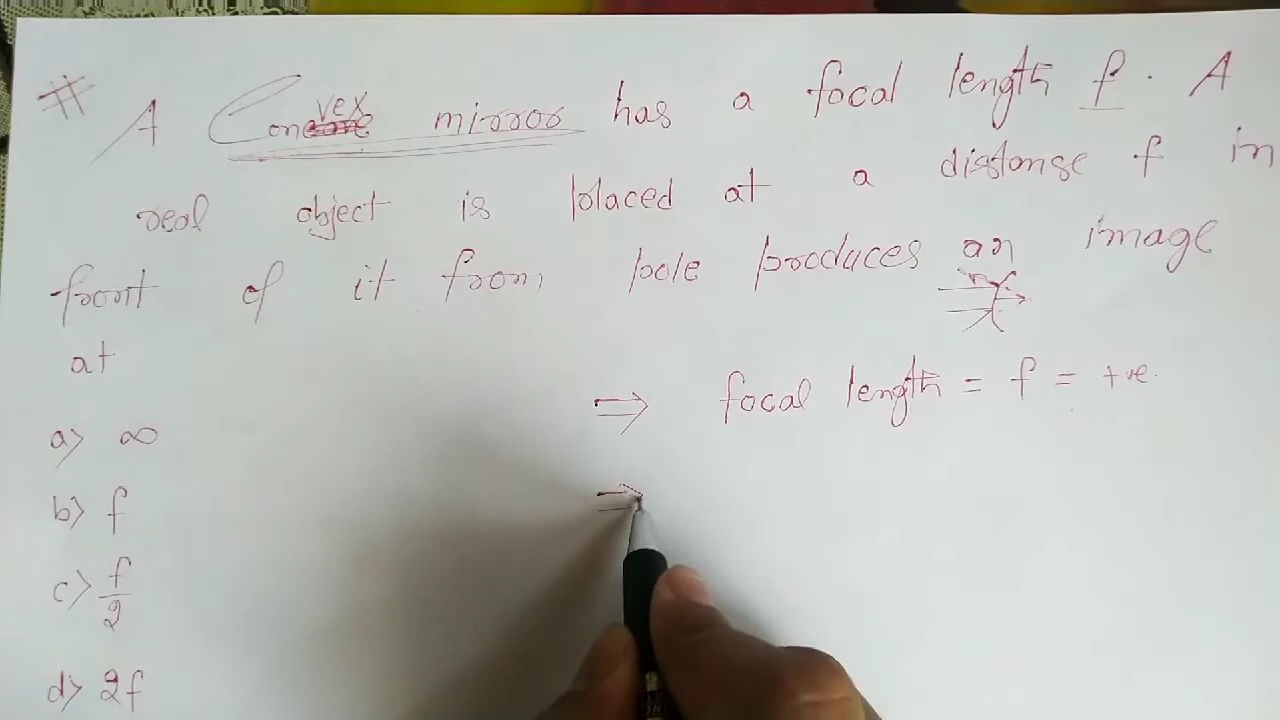 # A Convex mirror has a focal length f. A
real object is placed at a distanse f in
front of it from pole produces an image
at
⇒ focal length = f = +ve.
a> ∞
⇒
b> f
c> f/2
d> 2f